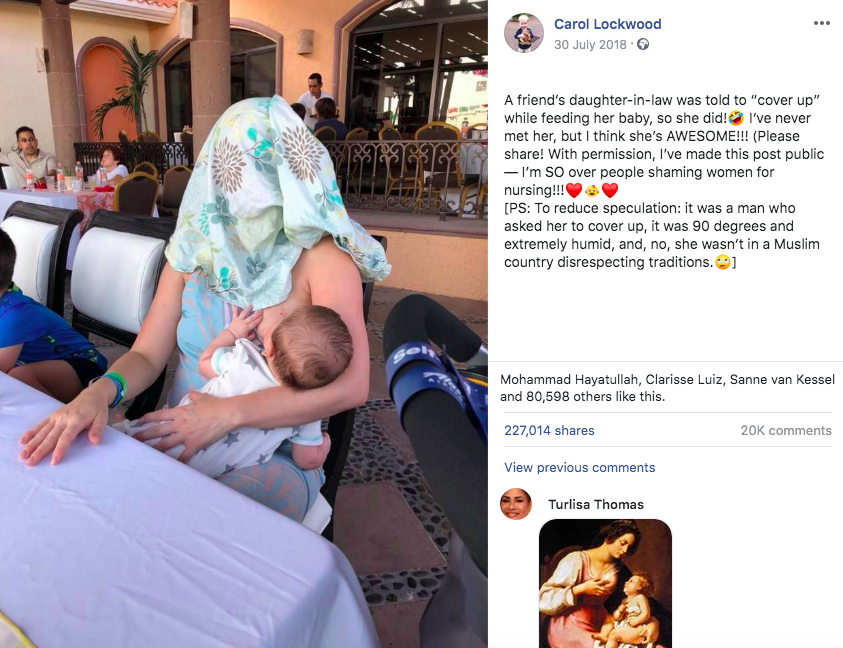 Carol Lockwood
30 July 2018 ·
A friend’s daughter-in-law was told to “cover up”
while feeding her baby, so she did!🤣 I’ve never
met her, but I think she’s AWESOME!!! (Please
share! With permission, I’ve made this post public
— I’m SO over people shaming women for
nursing!!!❤️👶❤️
[PS: To reduce speculation: it was a man who
asked her to cover up, it was 90 degrees and
extremely humid, and, no, she wasn’t in a Muslim
country disrespecting traditions.🙄]
Mohammad Hayatullah, Clarisse Luiz, Sanne van Kessel
and 80,598 others like this.
227,014 shares 20K comments
View previous comments
Turlisa Thomas